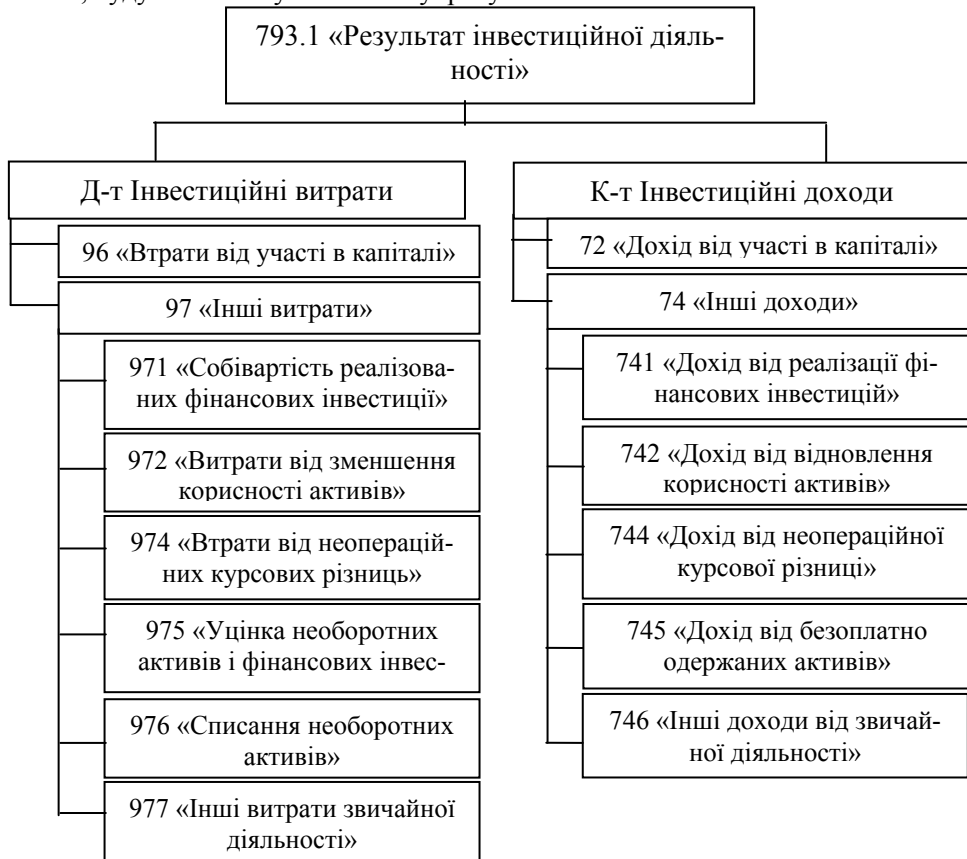 793.1 «Результат інвестиційної діяль-
ності»
Д-т Інвестиційні витрати
96 «Втрати від участі в капіталі»
97 «Інші витрати»
971 «Собівартість реалізова-
них фінансових інвестиції»
972 «Витрати від зменшення
корисності активів»
974 «Втрати від неоперацій-
них курсових різниць»
975 «Уцінка необоротних
активів і фінансових інвес-
976 «Списання необоротних
активів»
977 «Інші витрати звичайної
діяльності»
К-т Інвестиційні доходи
72 «Дохід від участі в капіталі»
74 «Інші доходи»
741 «Дохід від реалізації фі-
нансових інвестицій»
742 «Дохід від відновлення
корисності активів»
744 «Дохід від неопераційної
курсової різниці»
745 «Дохід від безоплатно
одержаних активів»
746 «Інші доходи від звичай-
ної діяльності»